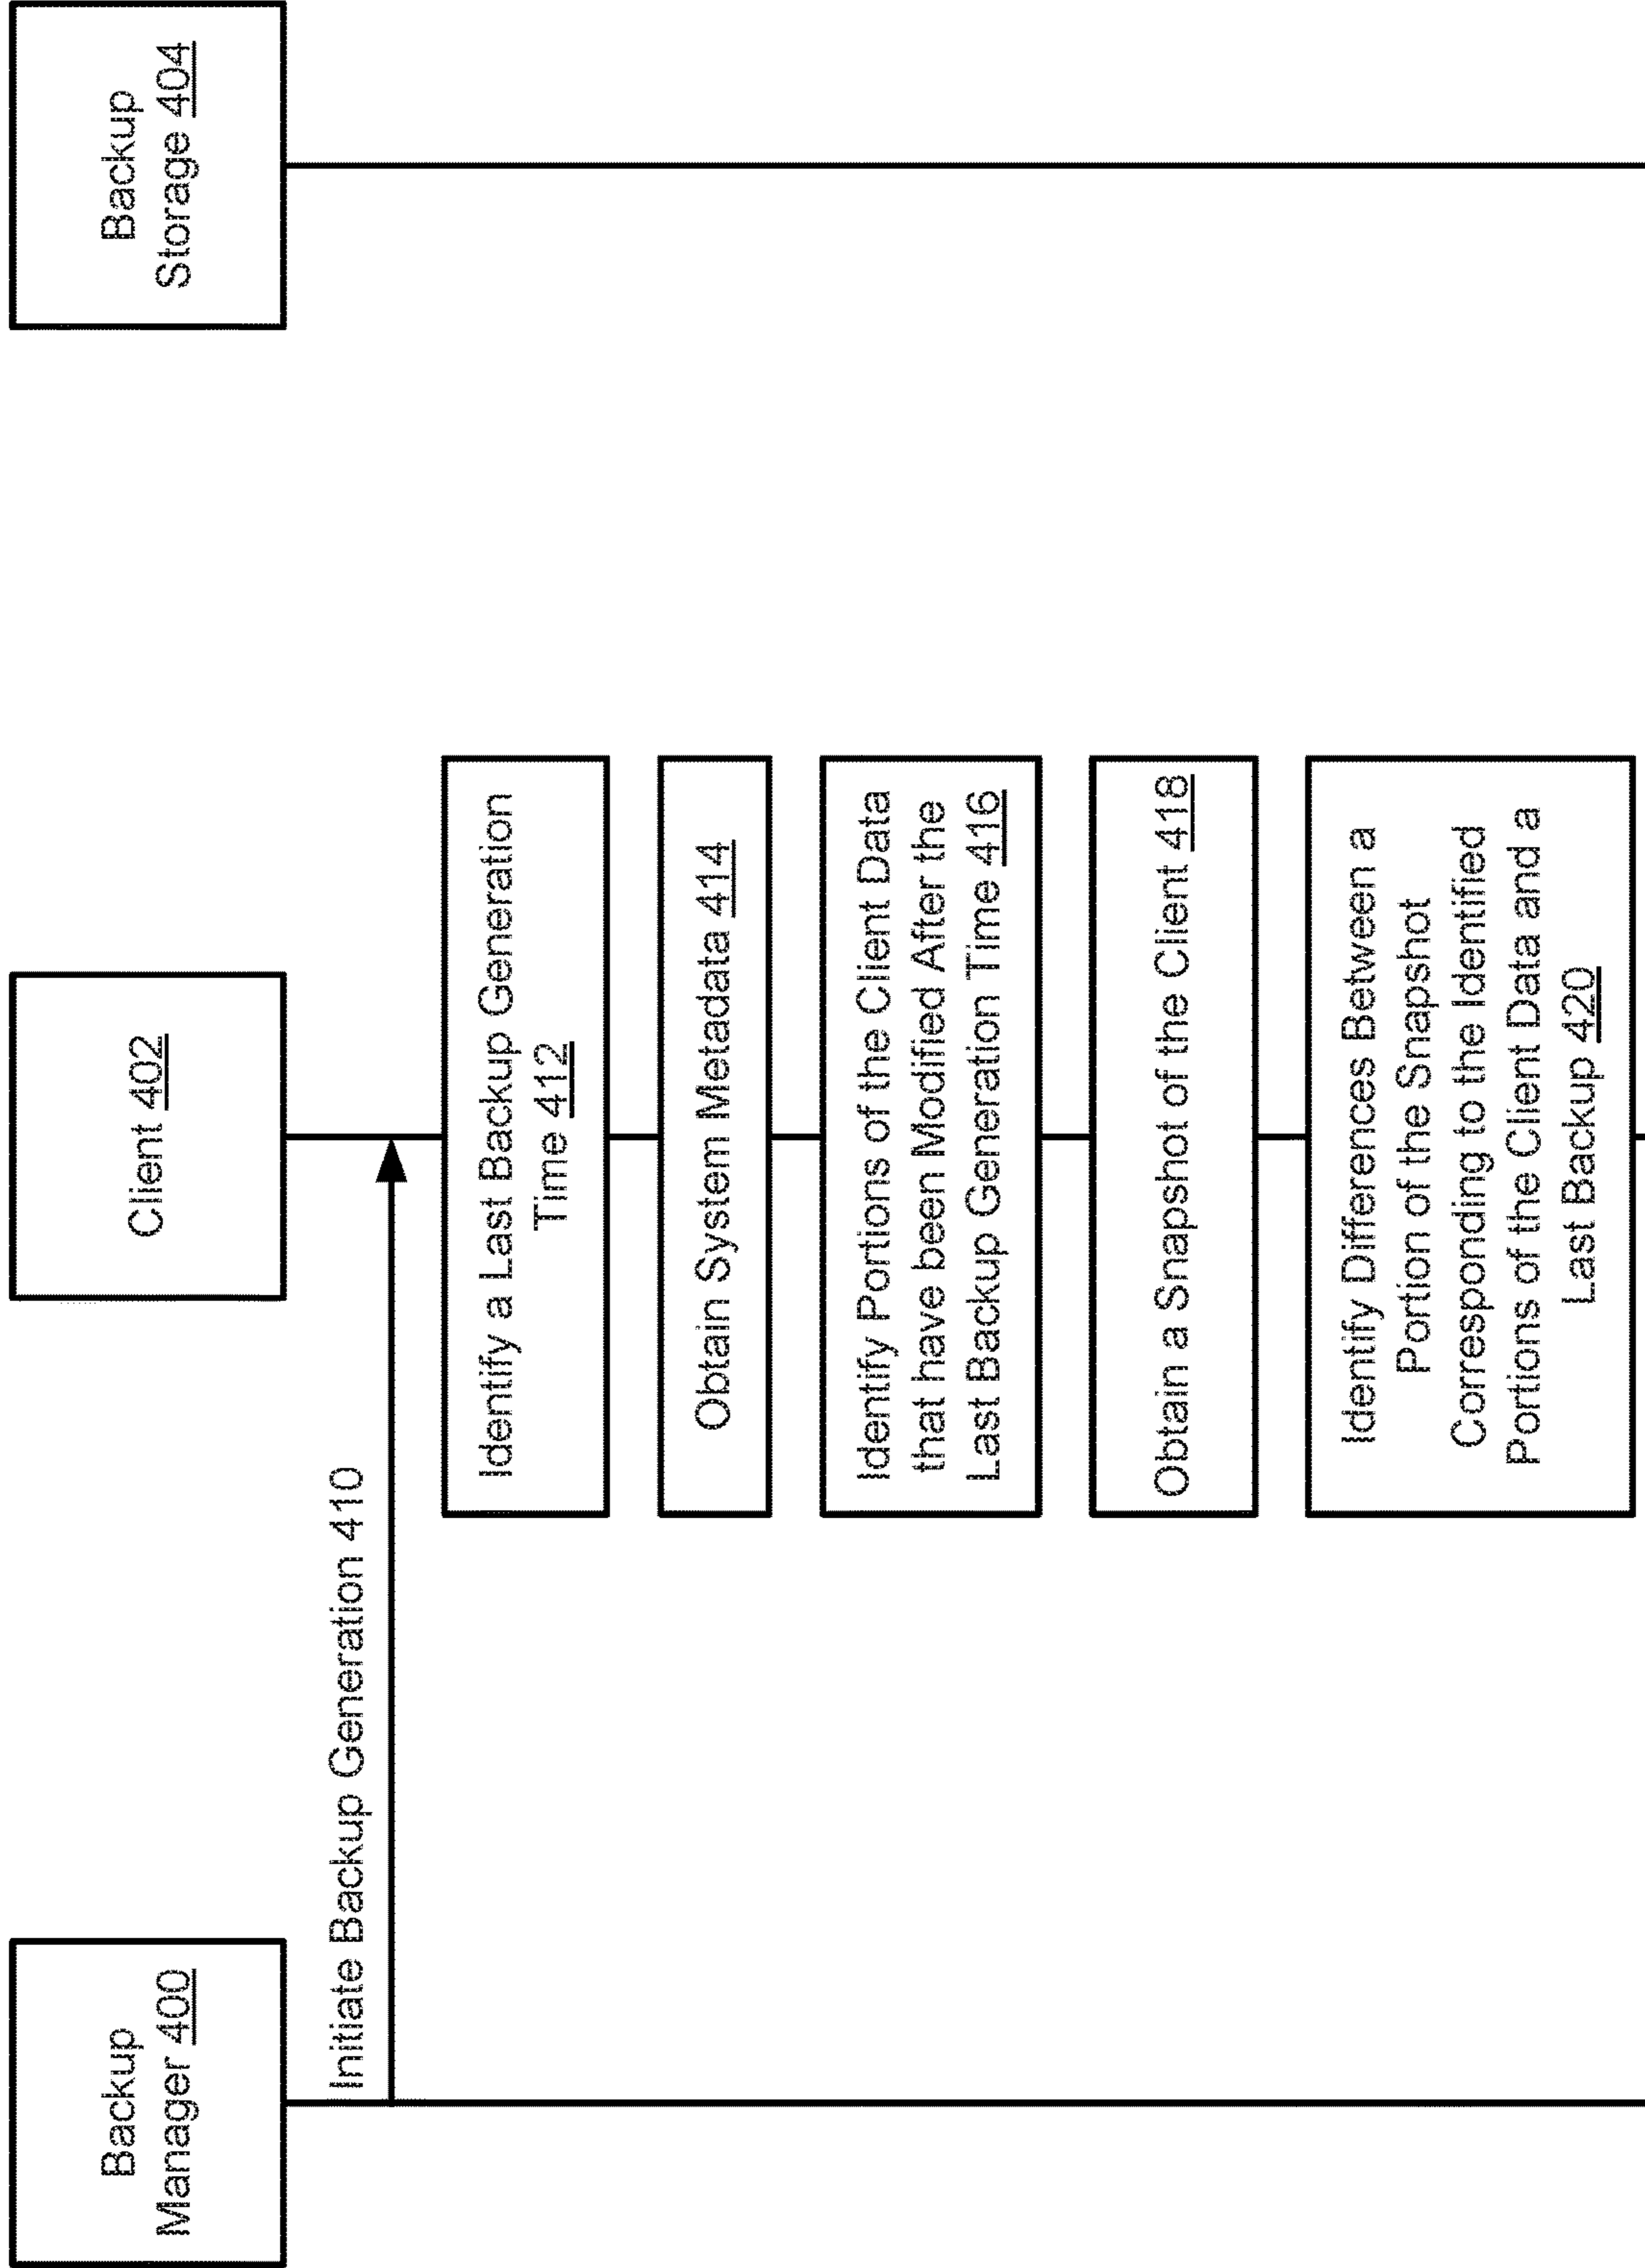 Backup
Manager 400
Client 402
Backup
Storage 404
Initiate Backup Generation 410
Identify a Last Backup Generation
Time 412
Obtain System Metadata 414
Identify Portions of the Client Data
that have been Modified After the
Last Backup Generation Time 416
Obtain a Snapshot of the Client 418
Identify Differences Between a
Portion of the Snapshot
Corresponding to the Identified
Portions of the Client Data and a
Last Backup 420